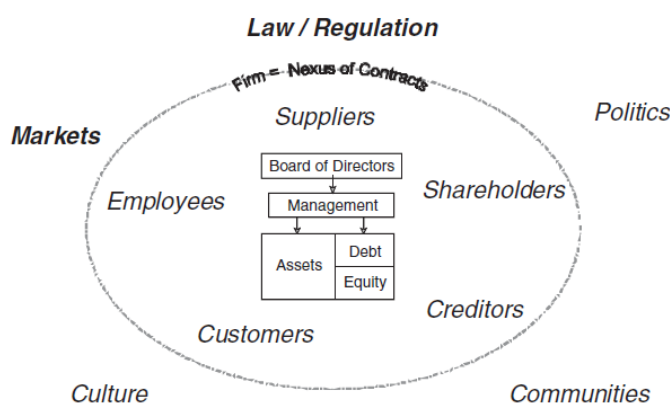 Law / Regulation
Firm = Nexus of Contracts
Politics
Suppliers
Markets
Board of Directors
Shareholders
Employees
Management
Debt
Assets
Equity
Creditors
Customers
Culture
Communities